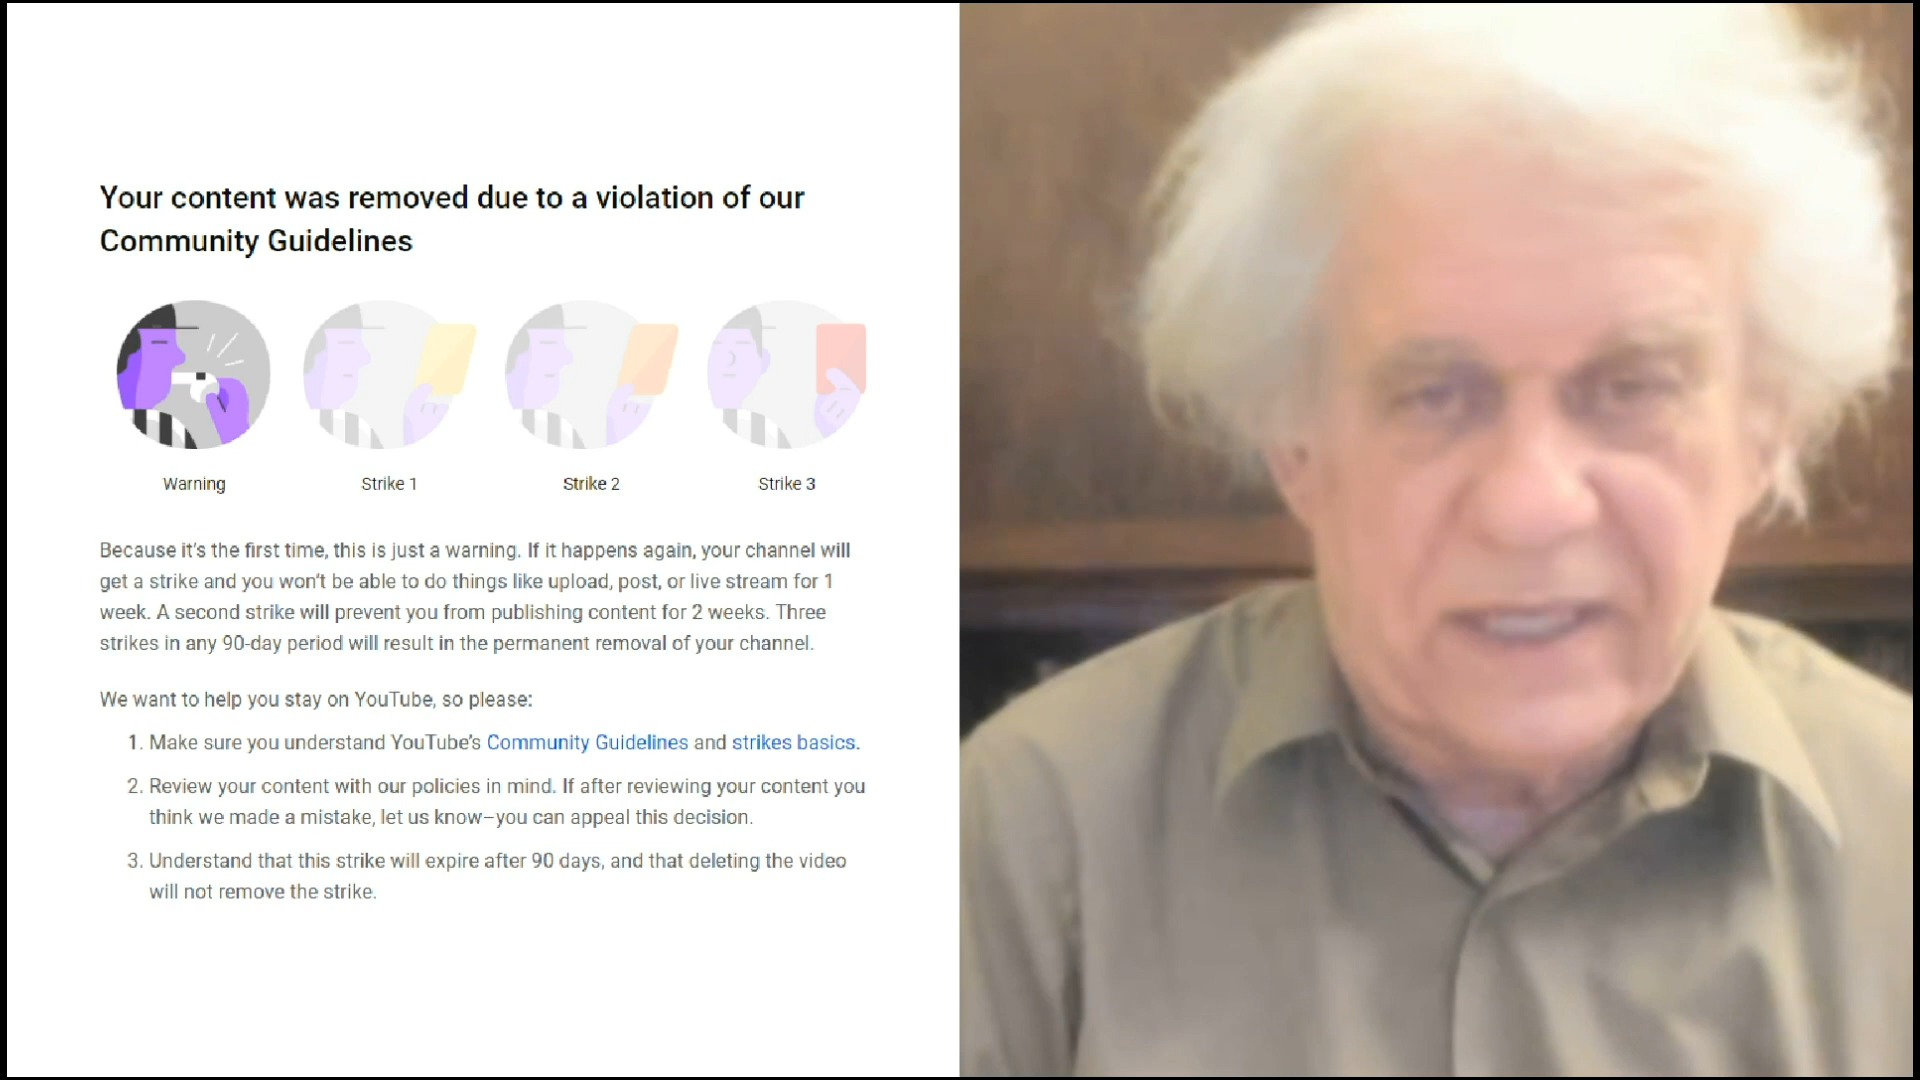 Your content was removed due to a violation of our
Community Guidelines
Warning
Strike 1
Strike 2
Strike 3
Because it's the first time, this is just a warning. If it happens again, your channel will
get a strike and you won't be able to do things like upload, post, or live stream for 1
week. A second strike will prevent you from publishing content for 2 weeks. Three
strikes in any 90-day period will result in the permanent removal of your channel.
We want to help you stay on YouTube, so please:
1. Make sure you understand YouTube's Community Guidelines and strikes basics.
2. Review your content with our policies in mind. If after reviewing your content you
think we made a mistake, let us know–you can appeal this decision.
3. Understand that this strike will expire after 90 days, and that deleting the video
will not remove the strike.